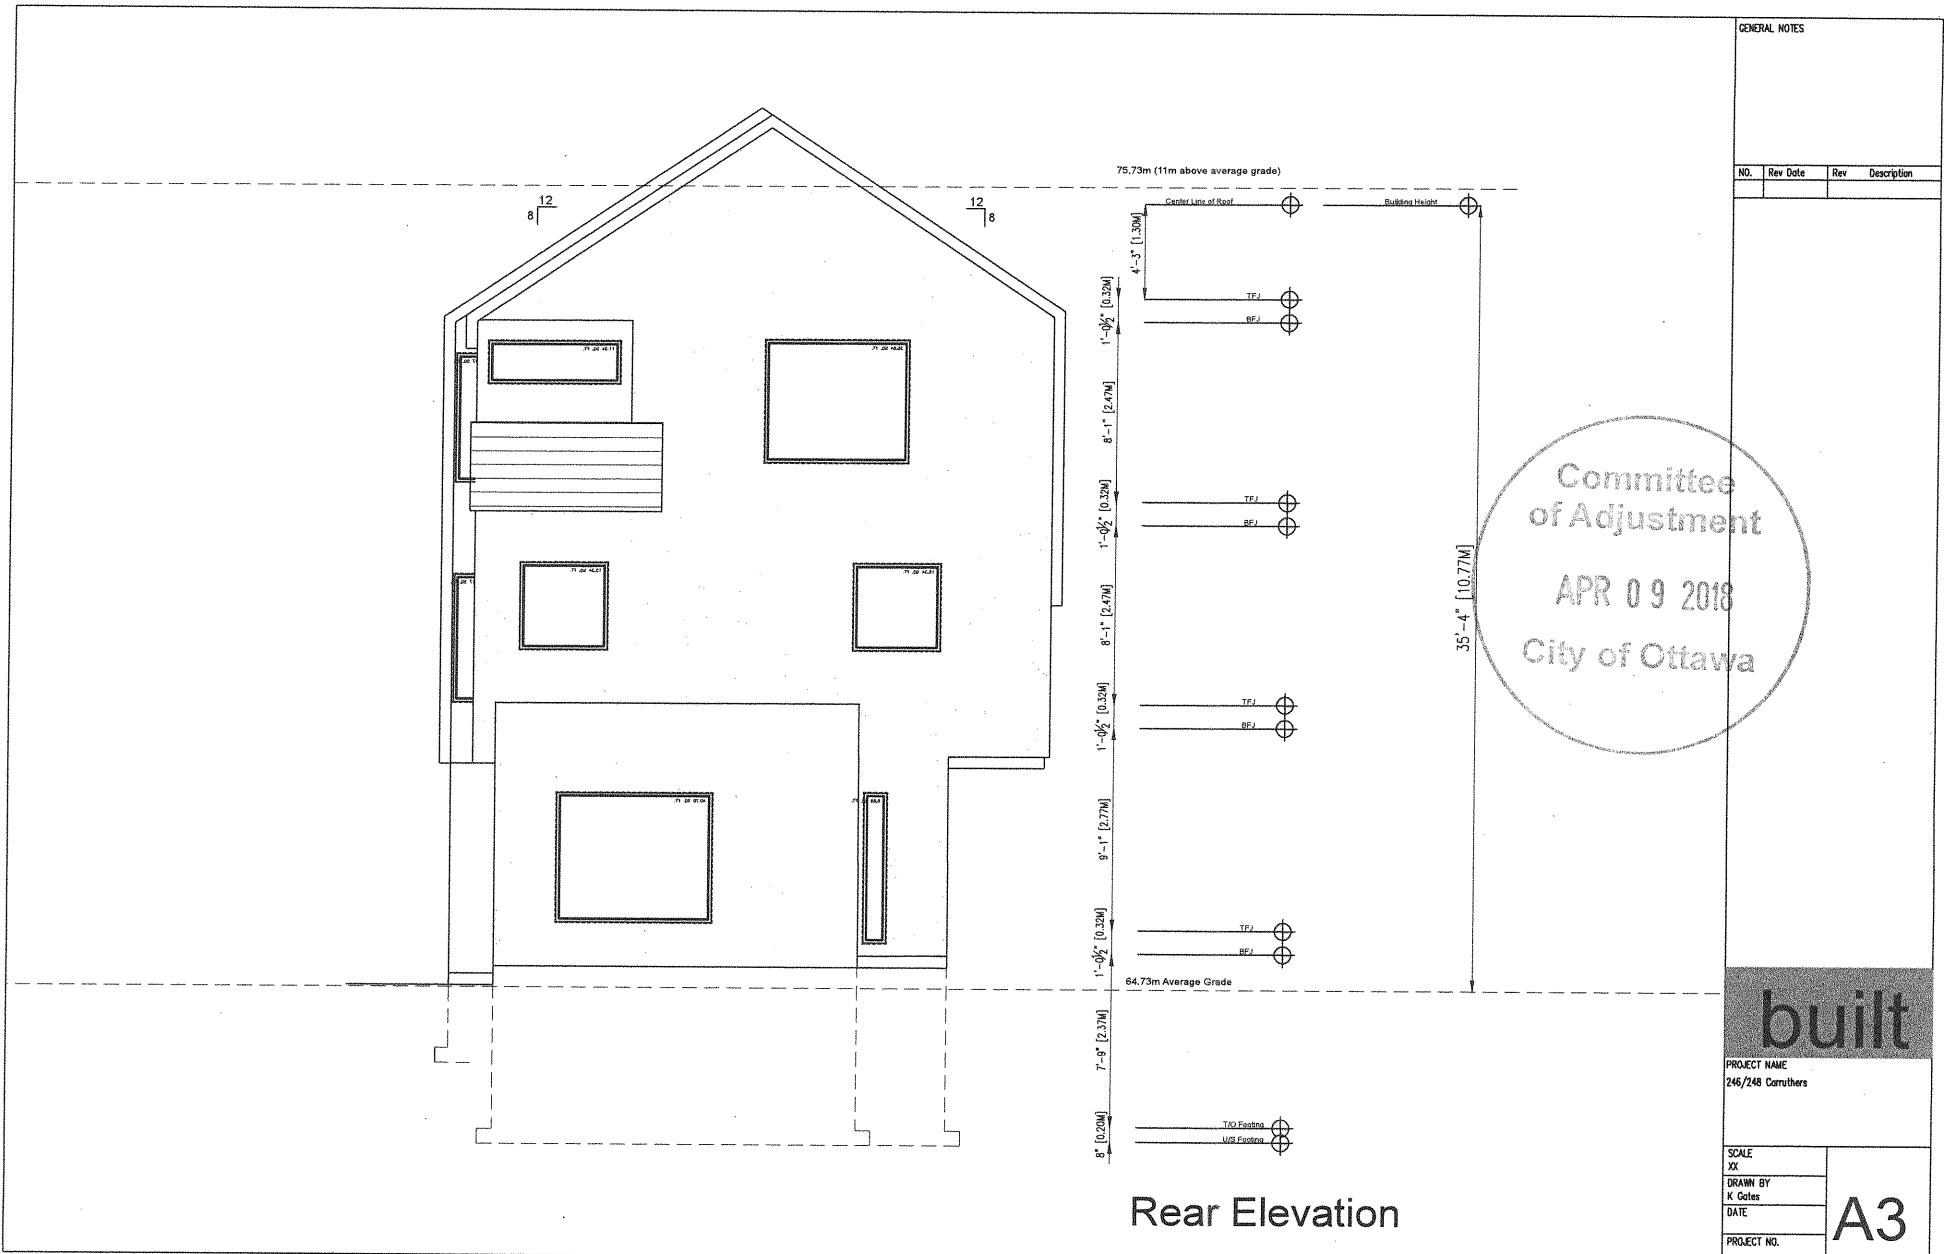 GENERAL NOTES
NO. Rev Date Rev Description
75.73m (11m above average grade)
12
8
12
8
Center Line of Roof
Building Height
4'-3" [1.30M]
1'-0½" [0.32M]
TFJ
BFJ
8'-1" [2.47M]
1'-0½" [0.32M]
TFJ
BFJ
8'-1" [2.47M]
35'-4" [10.77M]
1'-0½" [0.32M]
TFJ
BFJ
9'-1" [2.77M]
1'-0½" [0.32M]
TFJ
BFJ
64.73m Average Grade
7'-9" [2.37M]
8" [0.20M]
T/O Footing
U/S Footing
Rear Elevation
Committee
of Adjustment
APR 09 2018
City of Ottawa
built
PROJECT NAME
246/248 Carruthers
SCALE
XX
DRAWN BY
K Gates
DATE
PROJECT NO.
A3